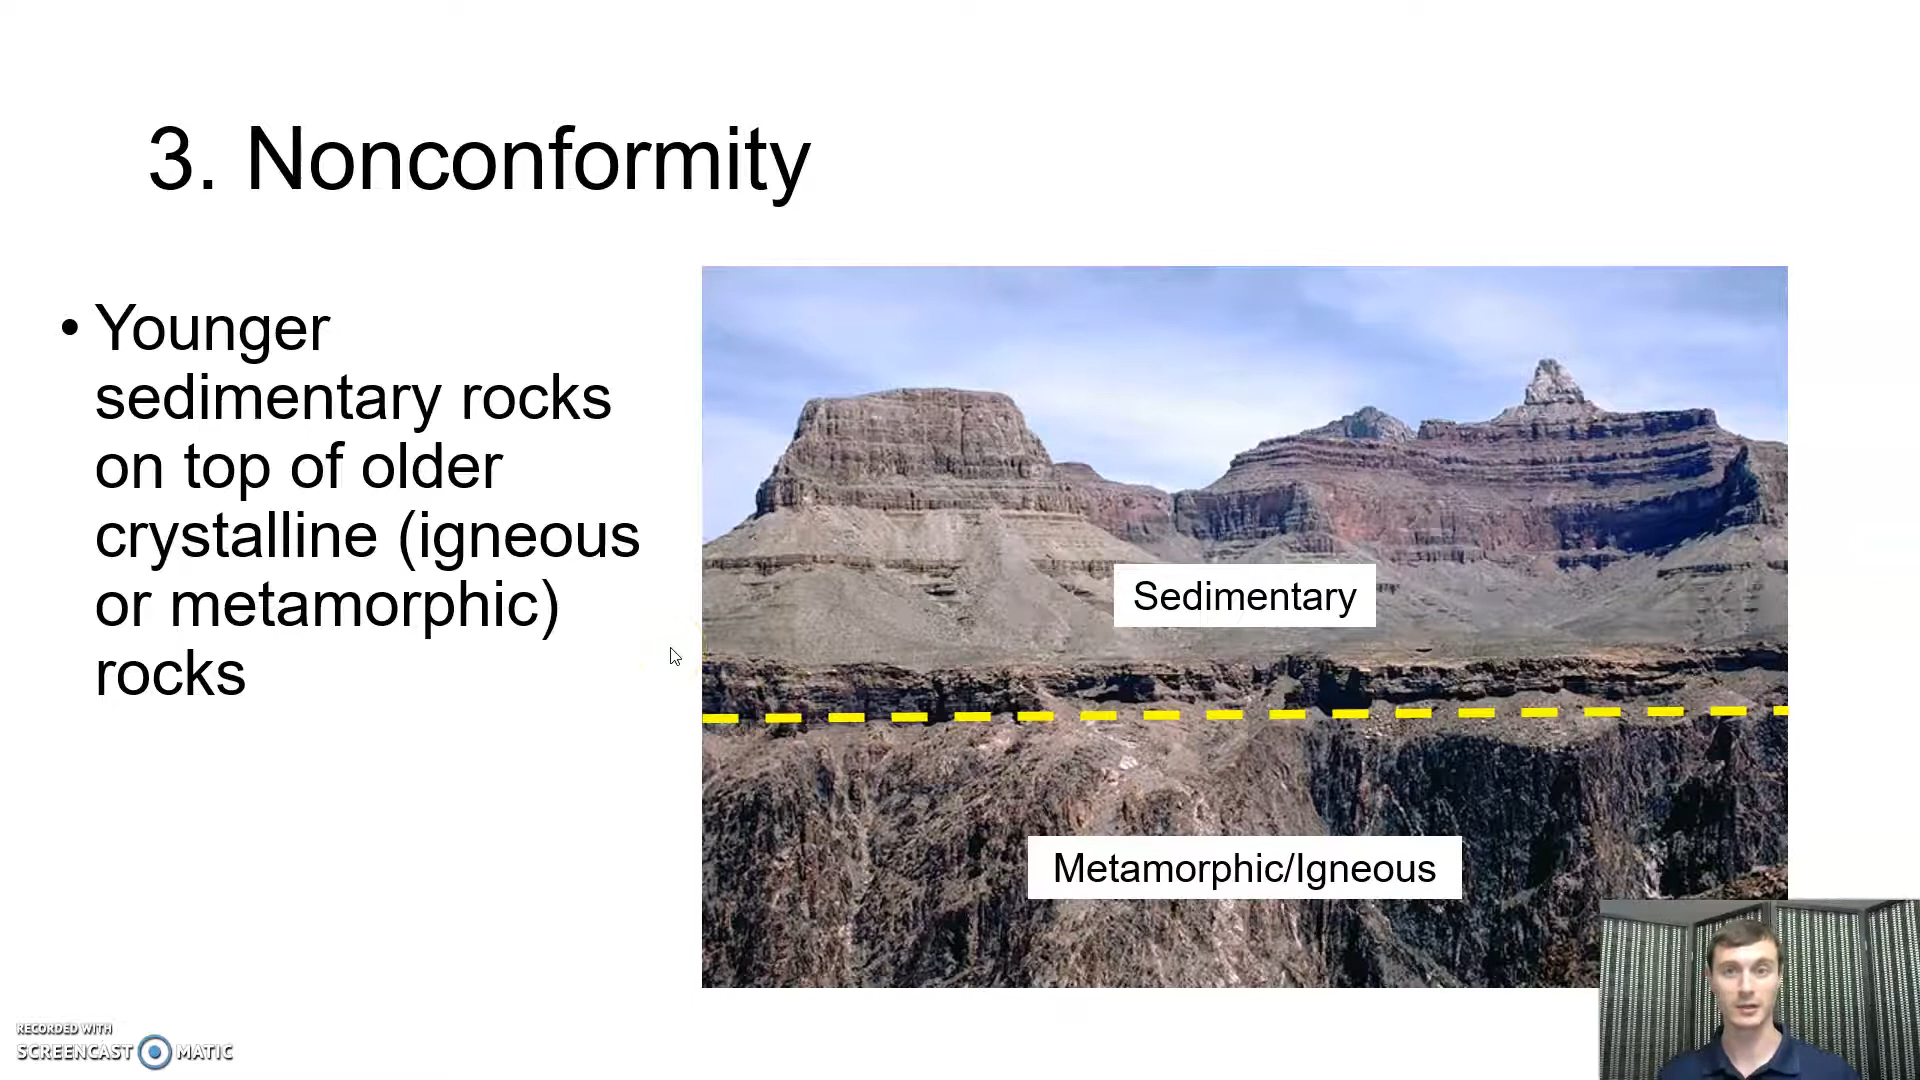 3. Nonconformity
• Younger
sedimentary rocks
on top of older
crystalline (igneous
or metamorphic)
rocks
Sedimentary
Metamorphic/Igneous
RECORDED WITH
SCREENCAST MATIC